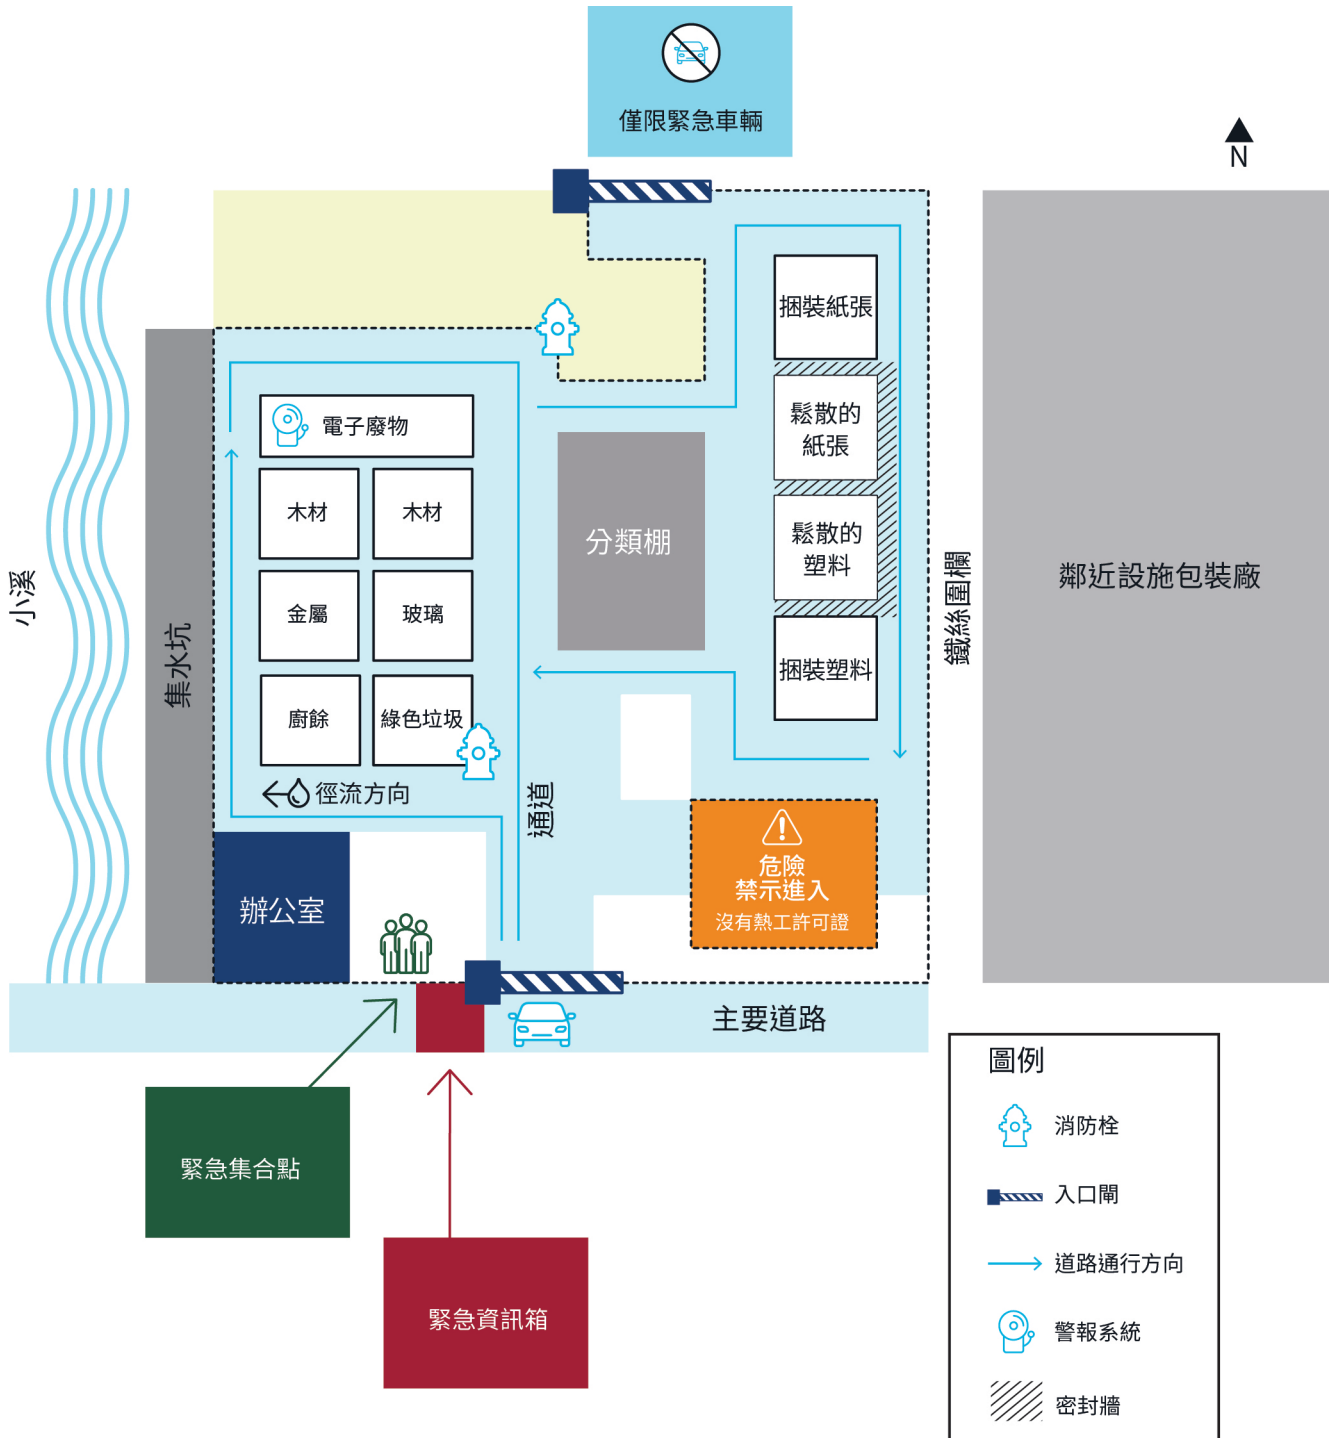 僅限緊急車輛
N
捆裝紙張
鬆散的
紙張
電子廢物
木材
木材
分類棚
鬆散的
塑料
小溪
鐵絲圍欄
鄰近設施包裝廠
金屬
玻璃
集水坑
捆裝塑料
廚餘
綠色垃圾
徑流方向
通道
危險
禁示進入
沒有熱工許可證
辦公室
主要道路
圖例
消防栓
緊急集合點
入口閘
道路通行方向
緊急資訊箱
警報系統
密封牆